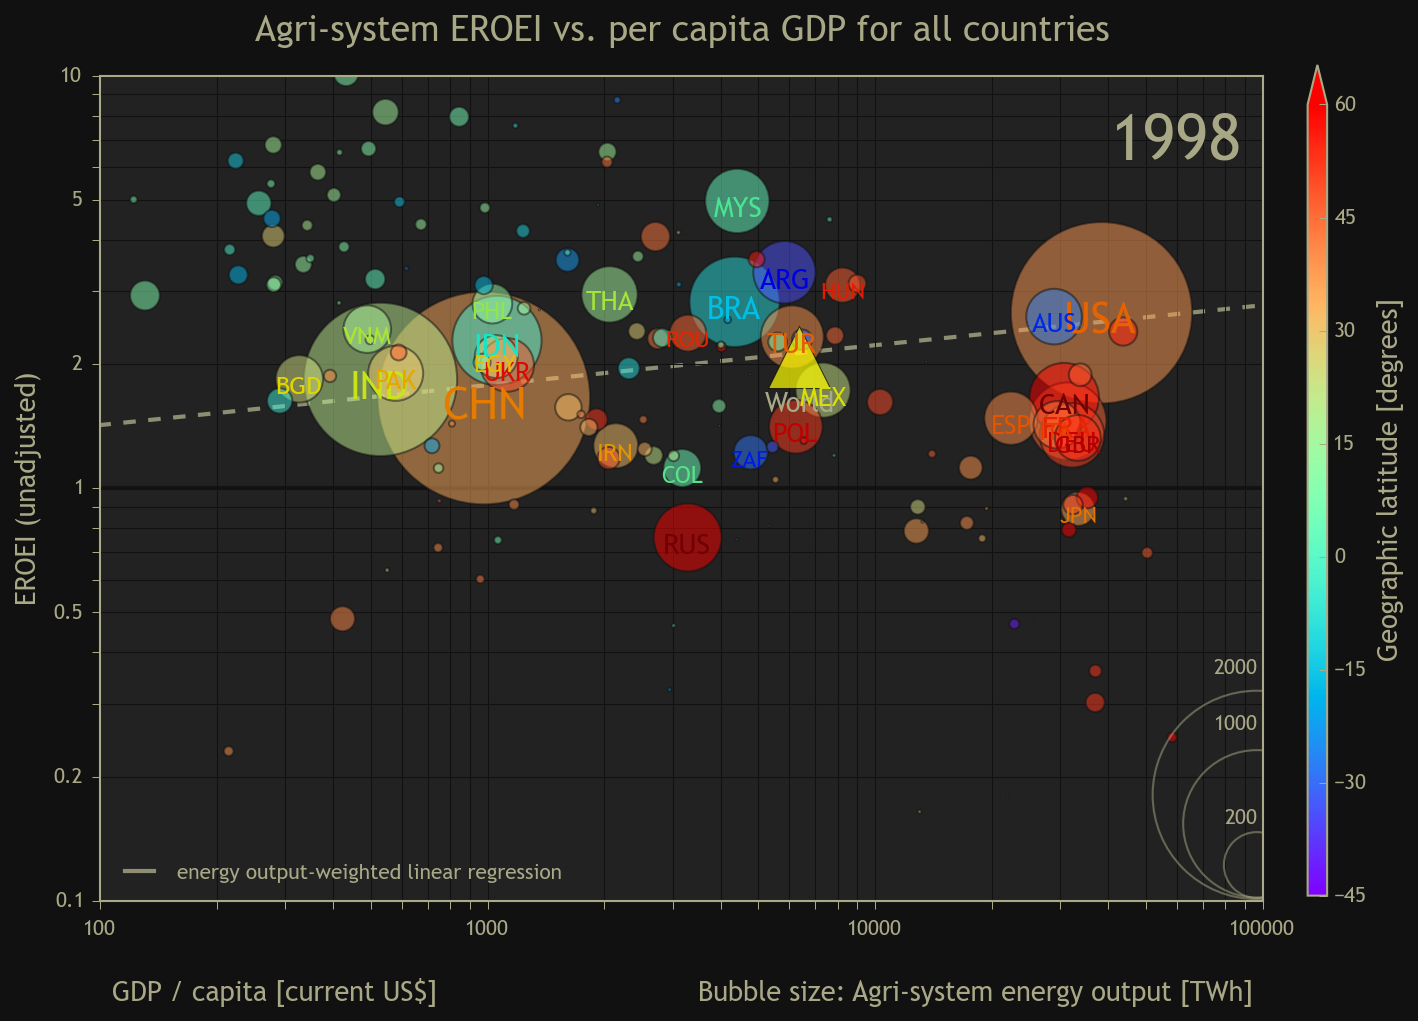 Agri-system EROEI vs. per capita GDP for all countries
1998
10
5
2
1
0.5
0.2
0.1
EROEI (unadjusted)
MYS
ARG
HUN
THA
BRA
PHL
VNM
IDN
ROU
TUR
AUS
USA
UKR
BGD
IND
PAK
CHN
World
MEX
CAN
ESP
FRA
POL
GBR
IRN
ZAF
COL
JPN
RUS
2000
1000
200
energy output-weighted linear regression
100
1000
10000
100000
GDP / capita [current US$]
Bubble size: Agri-system energy output [TWh]
60
45
30
15
0
−15
−30
−45
Geographic latitude [degrees]